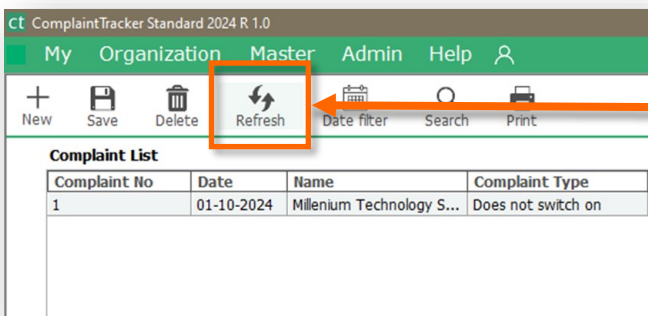 ct ComplaintTracker Standard 2024 R 1.0
My Organization Master Admin Help
New Save Delete Refresh Date filter Search Print
Complaint List
Complaint No Date Name Complaint Type
1 01-10-2024 Millenium Technology S... Does not switch on